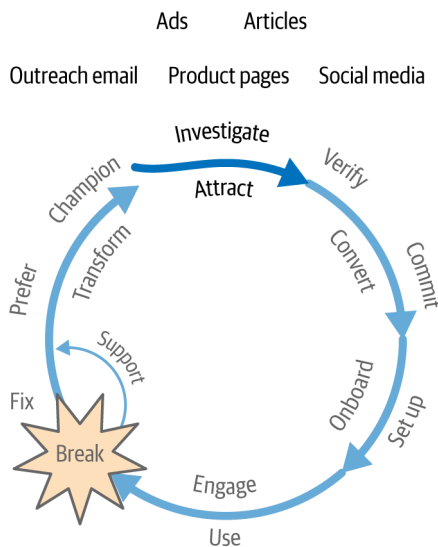 Ads Articles
Outreach email Product pages Social media
Investigate
Attract
Verify
Convert
Commit
Onboard
Set up
Engage
Use
Break
Fix
Support
Prefer
Transform
Champion